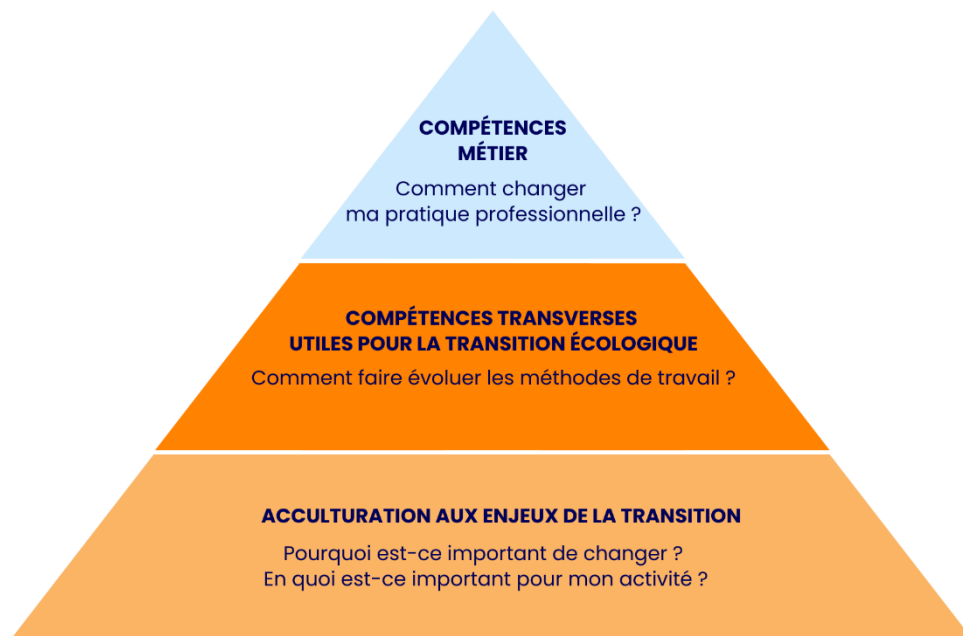 COMPÉTENCES
MÉTIER
Comment changer
ma pratique professionnelle ?
COMPÉTENCES TRANSVERSES
UTILES POUR LA TRANSITION ÉCOLOGIQUE
Comment faire évoluer les méthodes de travail ?
ACCULTURATION AUX ENJEUX DE LA TRANSITION
Pourquoi est-ce important de changer ?
En quoi est-ce important pour mon activité ?